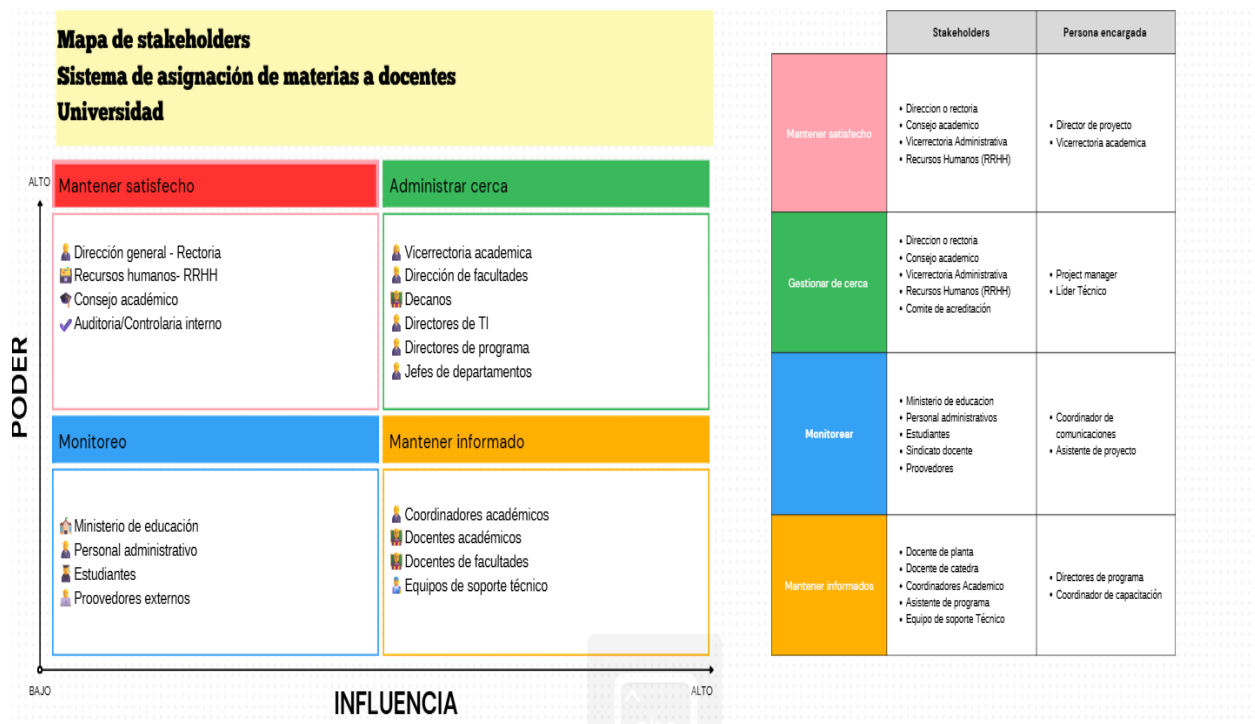 Mapa de stakeholders
Sistema de asignación de materias a docentes
Universidad
ALTO
PODER
Mantener satisfecho
Dirección general - Rectoria
Recursos humanos- RRHH
Consejo académico
Auditoria/Controlaria interno
Administrar cerca
Vicerrectoria academica
Dirección de facultades
Decanos
Directores de TI
Directores de programa
Jefes de departamentos
Monitoreo
Ministerio de educación
Personal administrativo
Estudiantes
Proovedores externos
Mantener informado
Coordinadores académicos
Docentes académicos
Docentes de facultades
Equipos de soporte técnico
BAJO
INFLUENCIA
ALTO
Stakeholders
Persona encargada
Mantener satisfecho
• Direccion o rectoria
• Consejo academico
• Vicerrectoria Administrativa
• Recursos Humanos (RRHH)
• Director de proyecto
• Vicerrectoria academica
Gestionar de cerca
• Direccion o rectoria
• Consejo academico
• Vicerrectoria Administrativa
• Recursos Humanos (RRHH)
• Comite de acreditación
• Project manager
• Líder Técnico
Monitorear
• Ministerio de educacion
• Personal administrativos
• Estudiantes
• Sindicato docente
• Proovedores
• Coordinador de
comunicaciones
• Asistente de proyecto
Mantener informados
• Docente de planta
• Docente de catedra
• Coordinadores Academico
• Asistente de programa
• Equipo de soporte Técnico
• Directores de programa
• Coordinador de capacitación